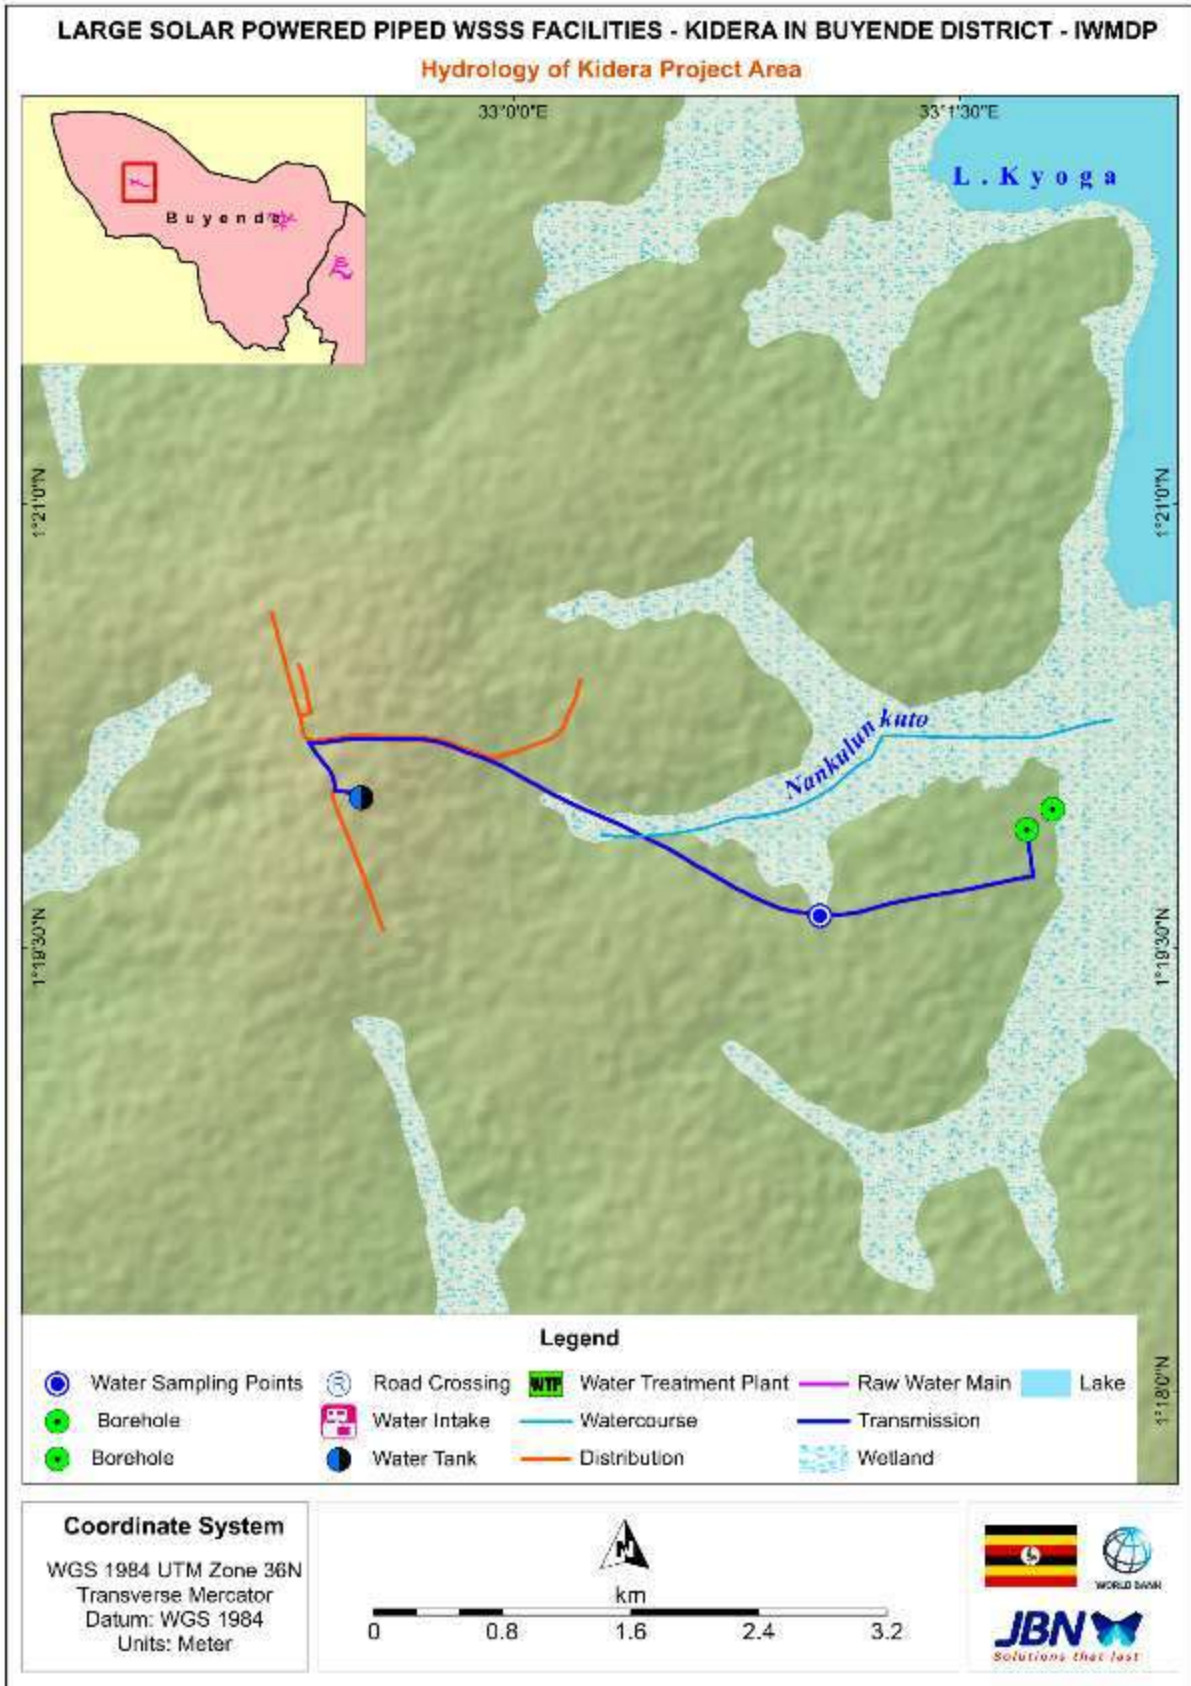 LARGE SOLAR POWERED PIPED WSSS FACILITIES - KIDERA IN BUYENDE DISTRICT - IWMDP
Hydrology of Kidera Project Area
33°0'0"E
33°1'30"E
L. Kyoga
Buyende
1°21'0"N
1°21'0"N
Nankulun kuto
1°19'30"N
1°19'30"N
1°18'0"N
Legend
Water Sampling Points
Road Crossing
WTP Water Treatment Plant
Raw Water Main
Lake
Borehole
Water Intake
Watercourse
Transmission
Borehole
Water Tank
Distribution
Wetland
R
Coordinate System
WGS 1984 UTM Zone 36N
Transverse Mercator
Datum: WGS 1984
Units: Meter
N
km
0 0.8 1.6 2.4 3.2
WORLD BANK
JBN
Solutions that last